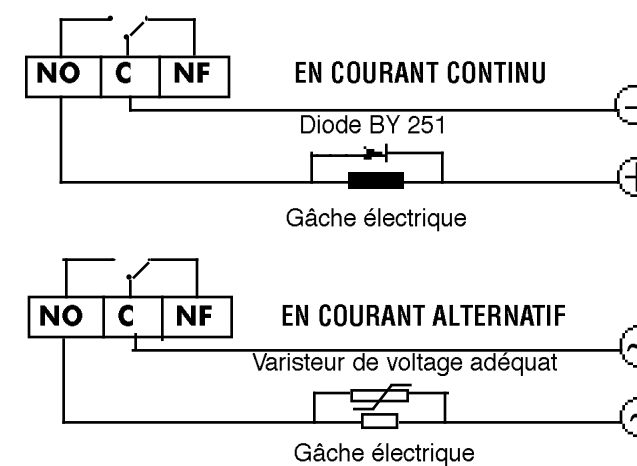 NO C NF
EN COURANT CONTINU
−
Diode BY 251
+
Gâche électrique
NO C NF
EN COURANT ALTERNATIF
~
Varisteur de voltage adéquat
~
Gâche électrique